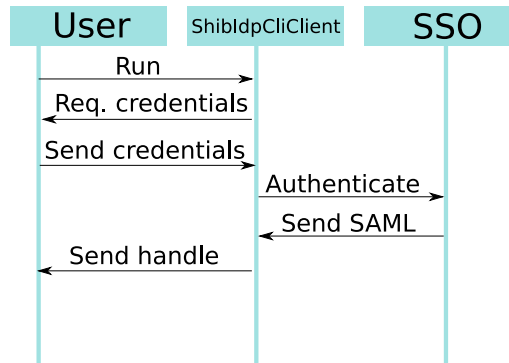 User
ShibIdpCliClient
SSO
Run
Req. credentials
Send credentials
Authenticate
Send SAML
Send handle